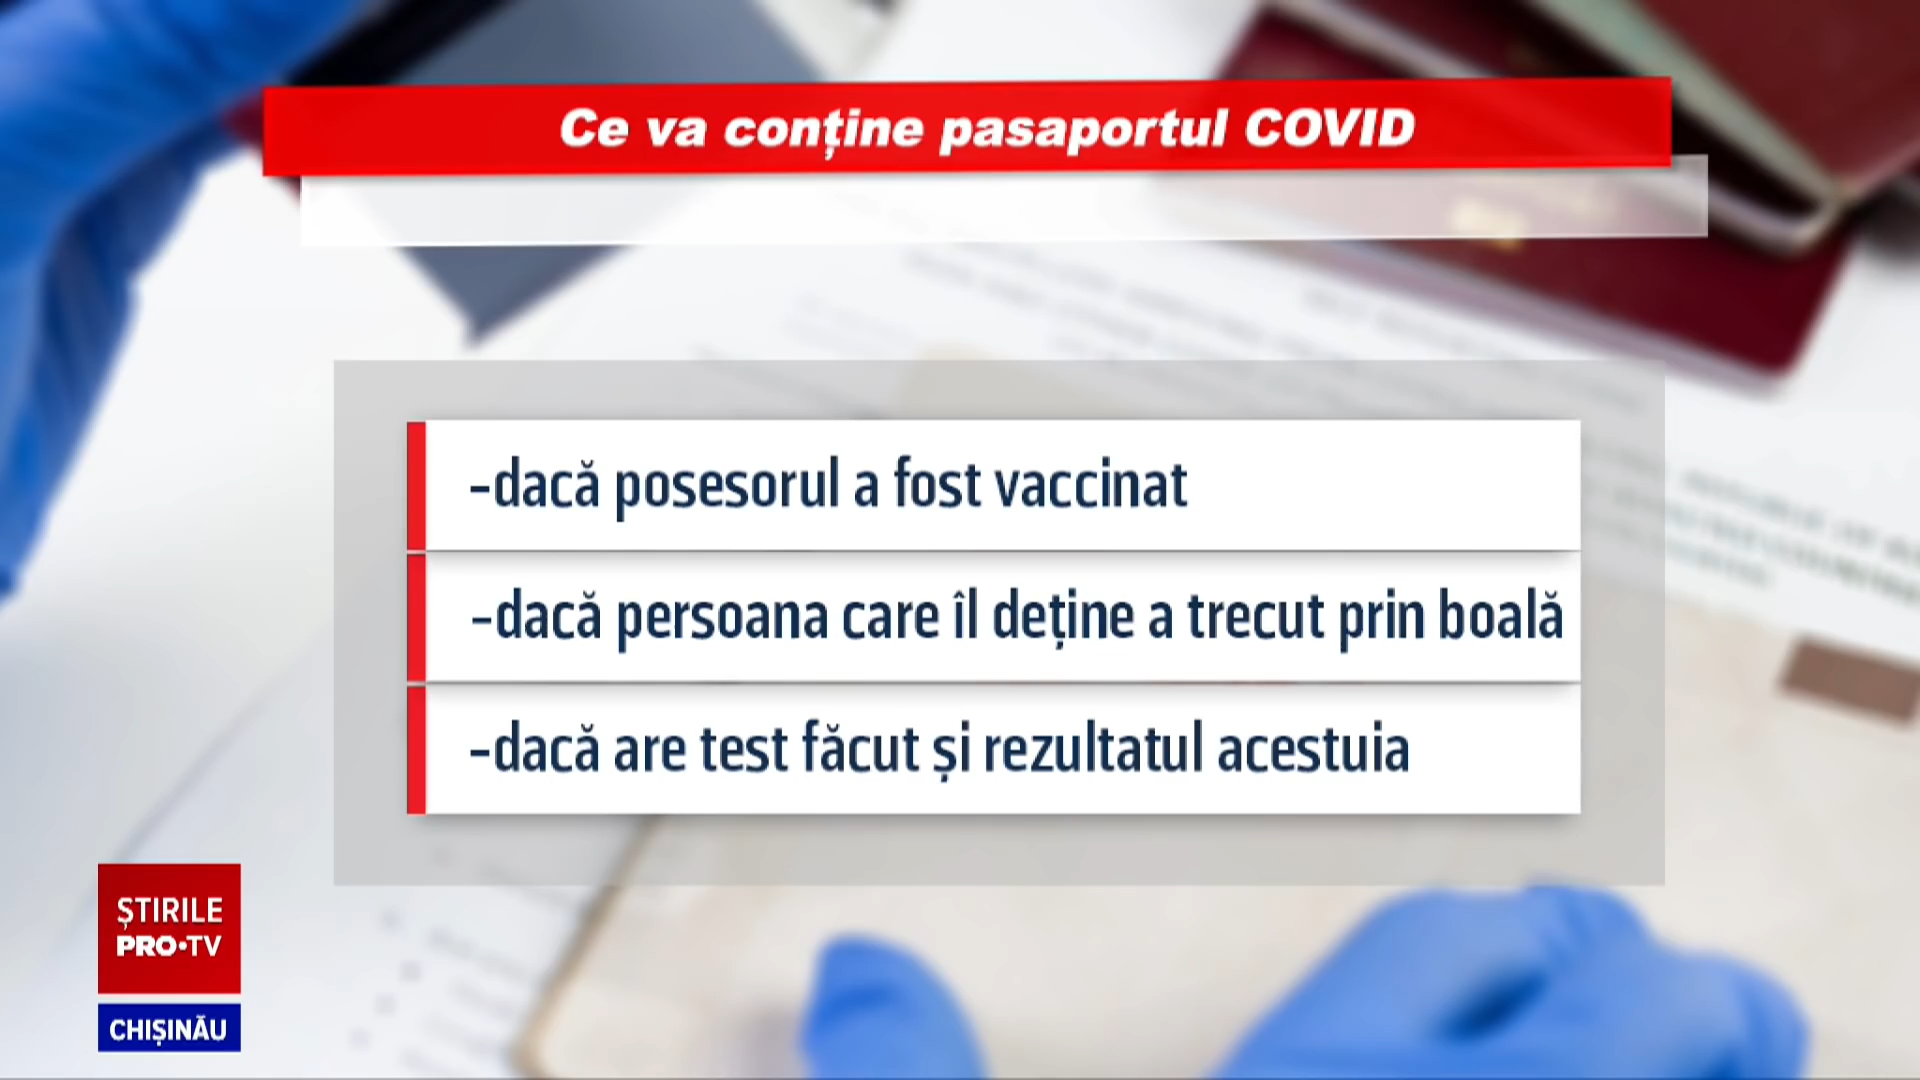 Ce va conține pasaportul COVID
-dacă posesorul a fost vaccinat
-dacă persoana care îl deține a trecut prin boală
-dacă are test făcut și rezultatul acestuia
ȘTIRILE
PRO•TV
CHIȘINĂU